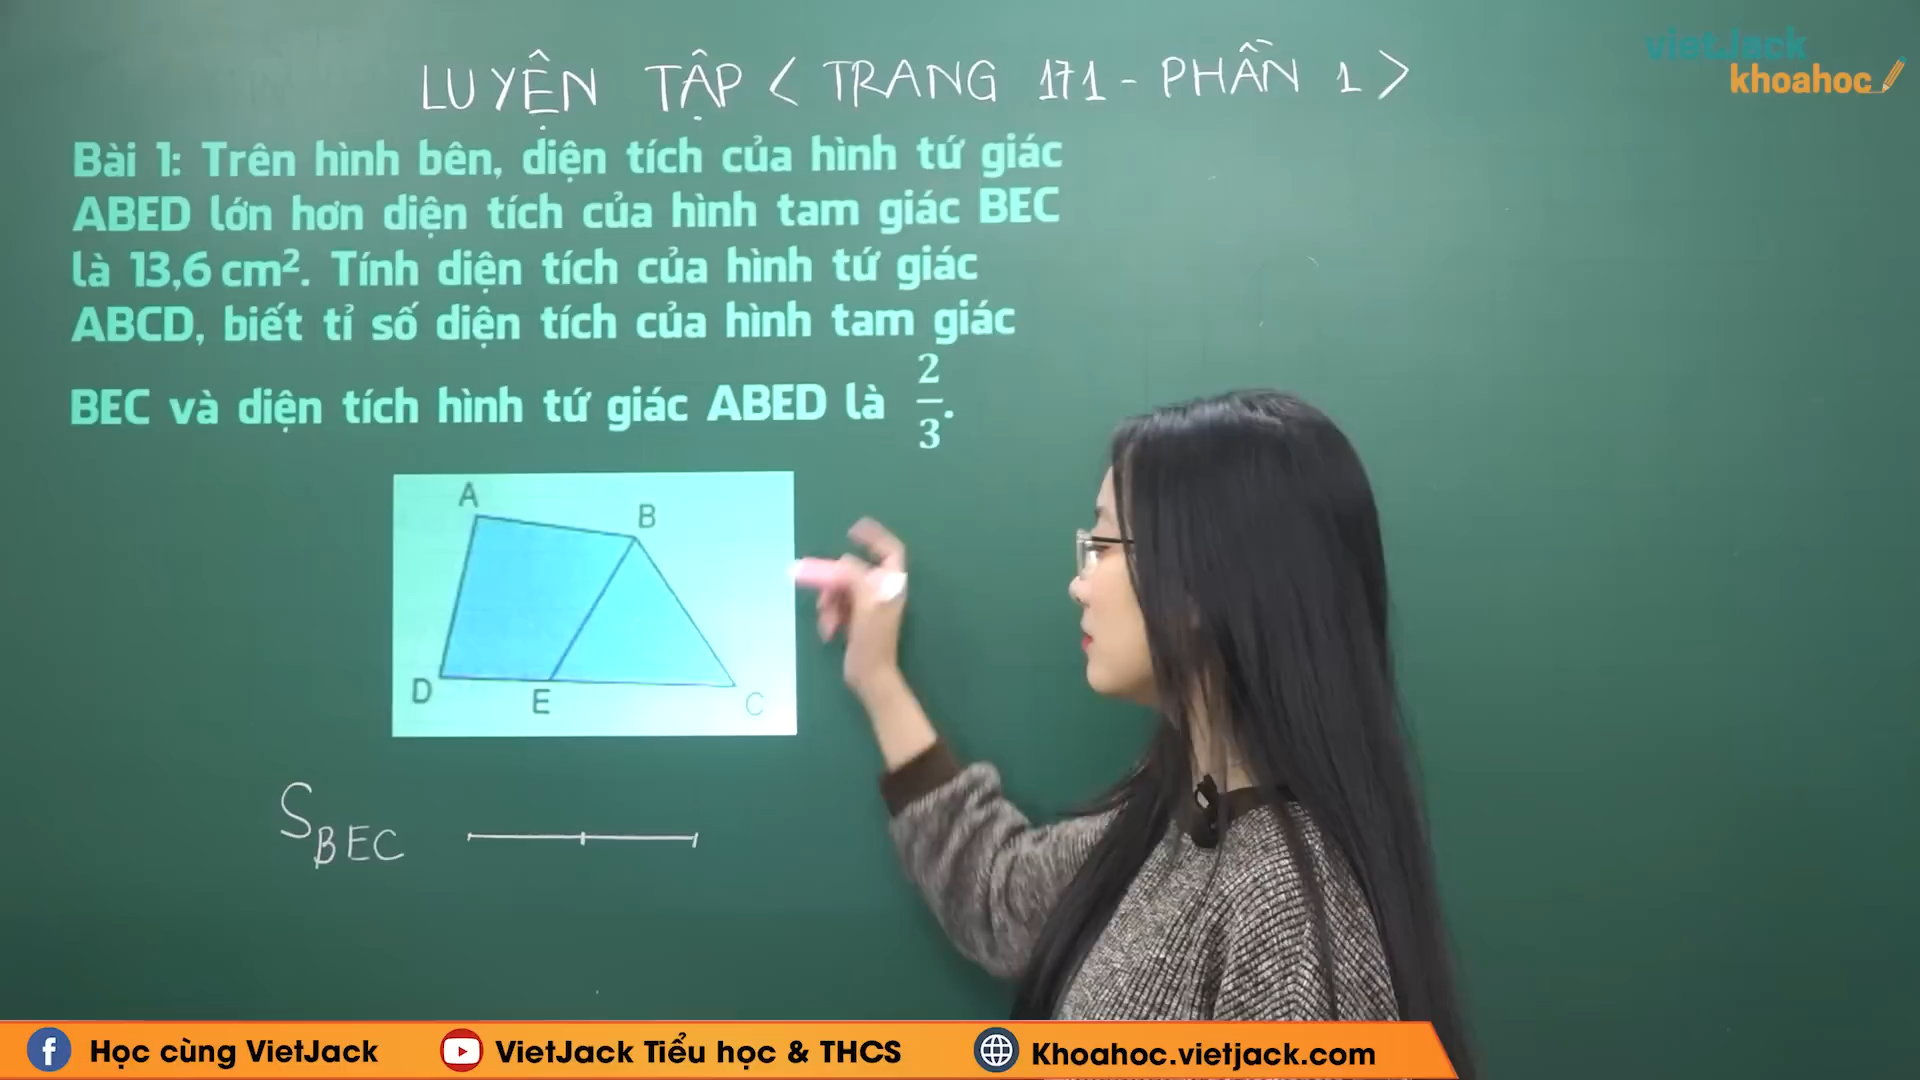 vietJack
khoahoc
LUYỆN TẬP < TRANG 171 - PHẦN 1 >
Bài 1: Trên hình bên, diện tích của hình tứ giác
ABED lớn hơn diện tích của hình tam giác BEC
là 13,6 cm². Tính diện tích của hình tứ giác
ABCD, biết tỉ số diện tích của hình tam giác
BEC và diện tích hình tứ giác ABED là 2/3.
A
B
D
E
C
S BEC
Học cùng VietJack
VietJack Tiểu học & THCS
Khoahoc.vietjack.com